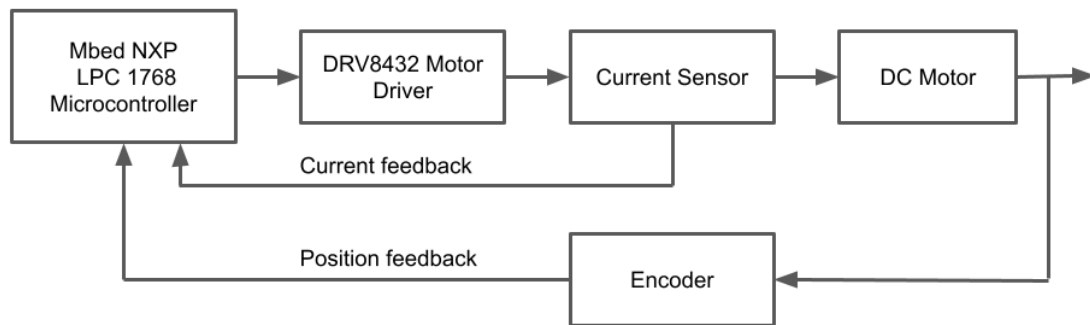 Mbed NXP
LPC 1768
Microcontroller
DRV8432 Motor
Driver
Current Sensor
DC Motor
Current feedback
Position feedback
Encoder